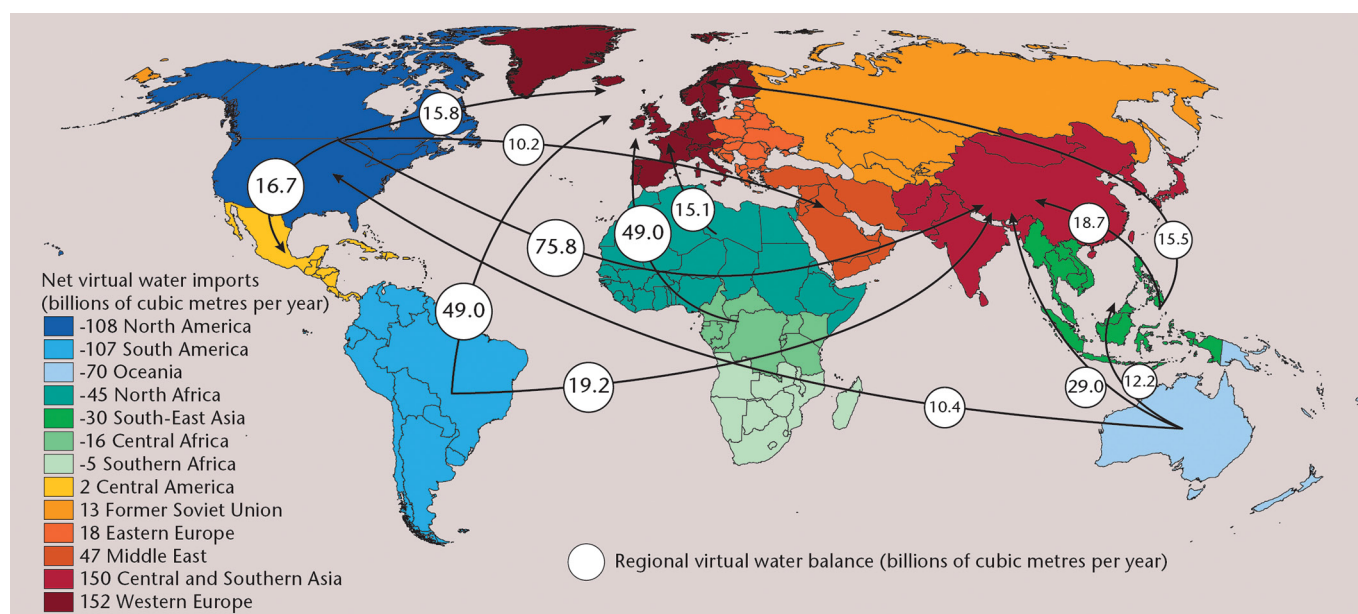 15.8
10.2
16.7
15.1
49.0
18.7
75.8
15.5
49.0
19.2
29.0
12.2
10.4
Net virtual water imports
(billions of cubic metres per year)
-108 North America
-107 South America
-70 Oceania
-45 North Africa
-30 South-East Asia
-16 Central Africa
-5 Southern Africa
2 Central America
13 Former Soviet Union
18 Eastern Europe
47 Middle East
150 Central and Southern Asia
152 Western Europe
Regional virtual water balance (billions of cubic metres per year)